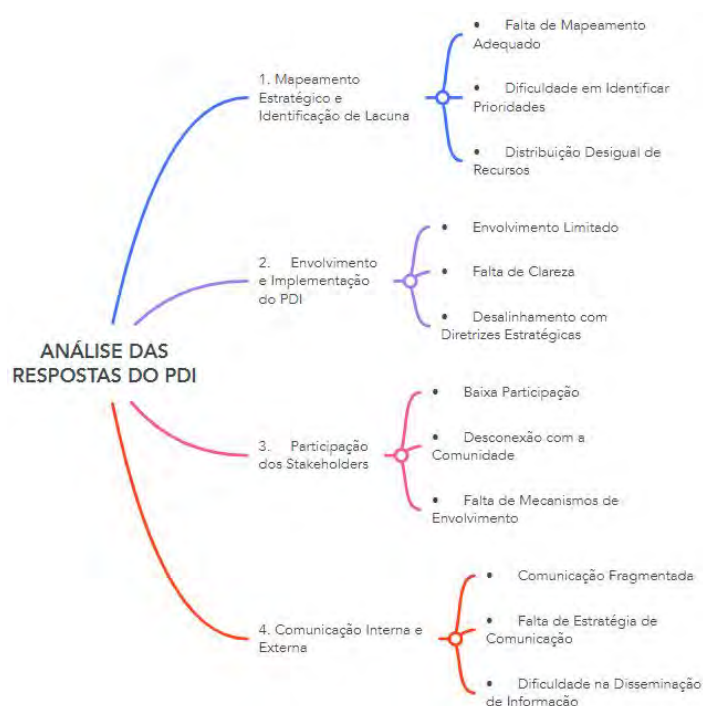 ANÁLISE DAS
RESPOSTAS DO PDI
1. Mapeamento
Estratégico e
Identificação de Lacuna
• Falta de Mapeamento
Adequado
• Dificuldade em Identificar
Prioridades
• Distribuição Desigual de
Recursos
2. Envolvimento
e Implementação
do PDI
• Envolvimento Limitado
• Falta de Clareza
• Desalinhamento com
Diretrizes Estratégicas
3. Participação
dos Stakeholders
• Baixa Participação
• Desconexão com a
Comunidade
• Falta de Mecanismos de
Envolvimento
4. Comunicação Interna e
Externa
• Comunicação Fragmentada
• Falta de Estratégia de
Comunicação
• Dificuldade na Disseminação
de Informação